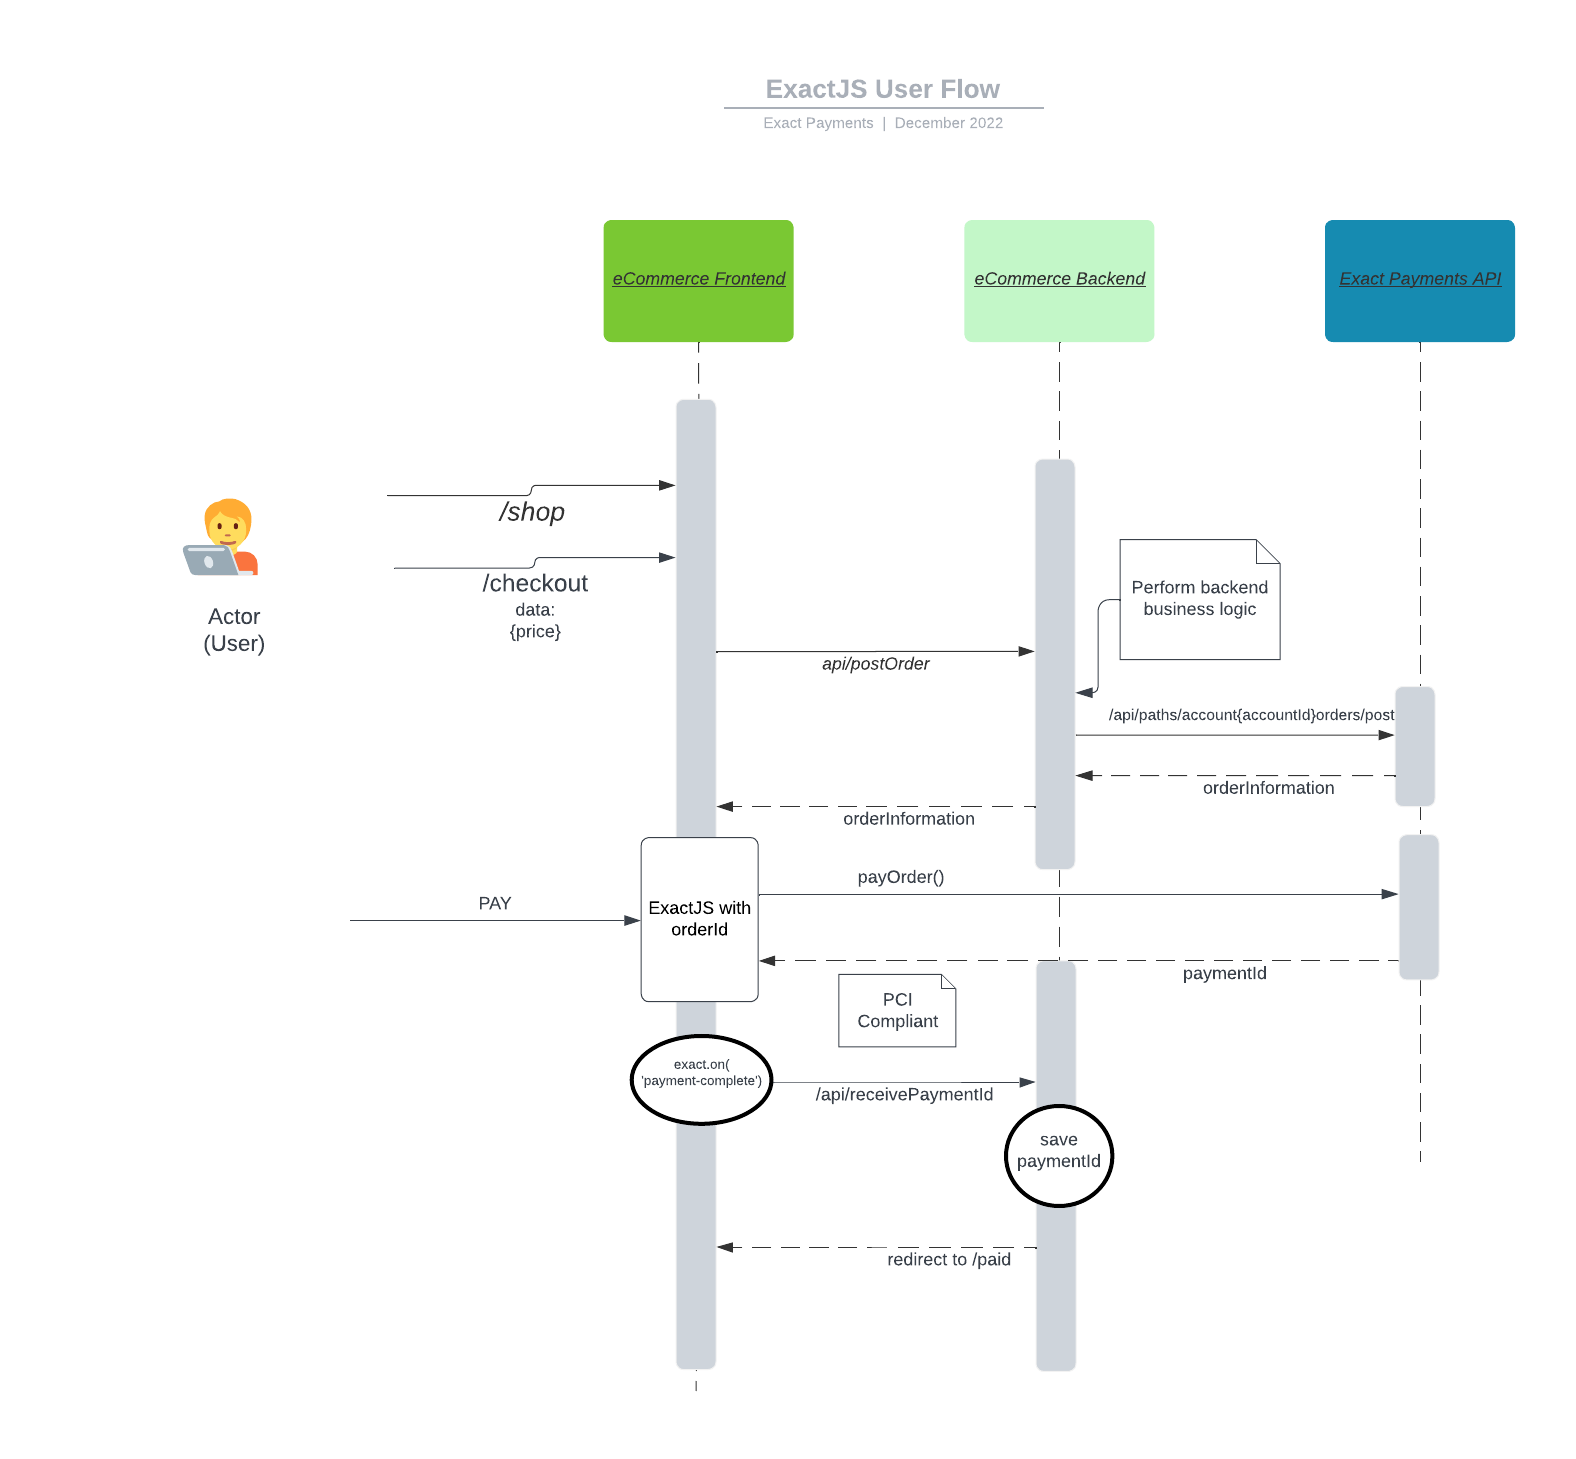 ExactJS User Flow
Exact Payments | December 2022
eCommerce Frontend
eCommerce Backend
Exact Payments API
/shop
/checkout
data:
{price}
Actor
(User)
Perform backend
business logic
api/postOrder
/api/paths/account{accountId}orders/post
orderInformation
orderInformation
payOrder()
PAY
ExactJS with
orderId
paymentId
PCI
Compliant
exact.on(
'payment-complete')
/api/receivePaymentId
save
paymentId
redirect to /paid